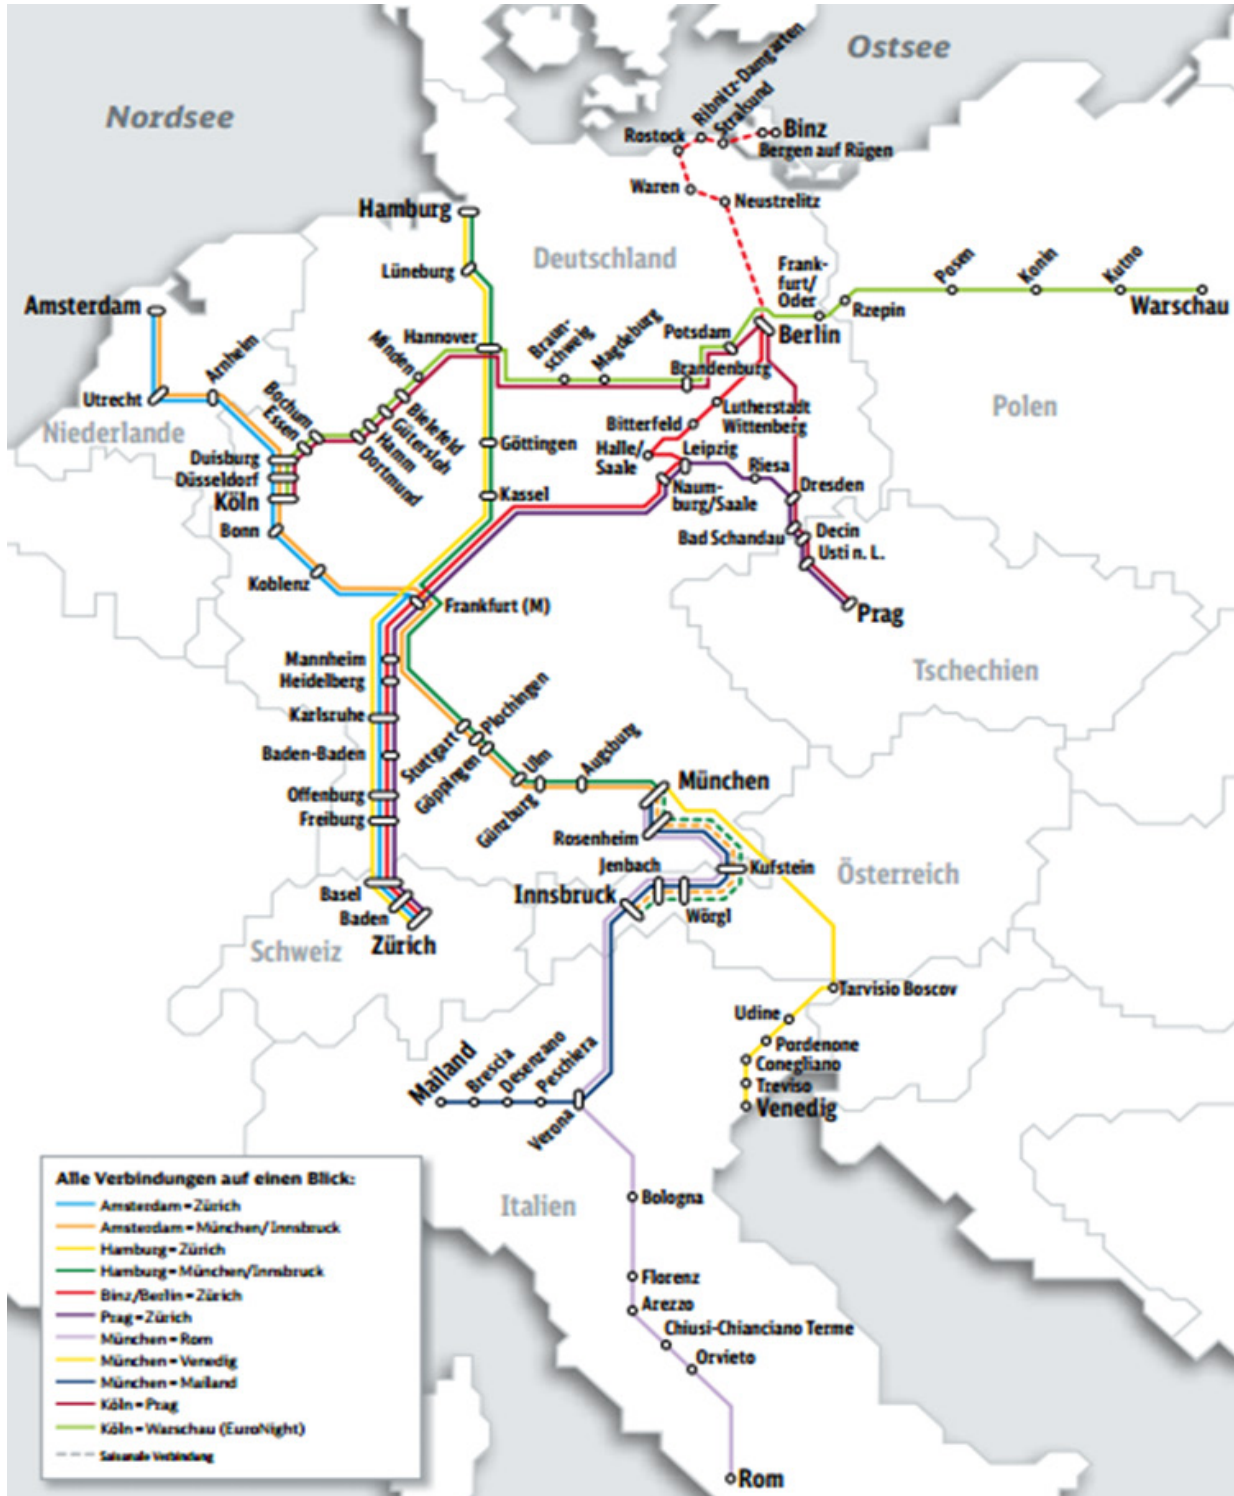 Nordsee
Ostsee
Ribnitz-Damgarten
Stralsund
Rostock
Binz
Bergen auf Rügen
Waren
Neustrelitz
Hamburg
Lüneburg
Deutschland
Frank-
furt/
Oder
Posen
Konin
Kutno
Rzepin
Warschau
Amsterdam
Arnheim
Utrecht
Niederlande
Hannover
Minden
Braun-
schweig
Magdeburg
Potsdam
Berlin
Brandenburg
Polen
Bochum
Essen
Bielefeld
Gütersloh
Hamm
Dortmund
Duisburg
Düsseldorf
Köln
Bonn
Koblenz
Göttingen
Kassel
Lutherstadt
Wittenberg
Bitterfeld
Halle/
Saale
Leipzig
Riesa
Naum-
burg/Saale
Dresden
Bad Schandau
Decin
Usti n. L.
Prag
Tschechien
Frankfurt (M)
Mannheim
Heidelberg
Karlsruhe
Baden-Baden
Offenburg
Freiburg
Basel
Baden
Zürich
Schweiz
Stuttgart
Plochingen
Göppingen
Ulm
Günzburg
Augsburg
München
Rosenheim
Jenbach
Innsbruck
Kufstein
Wörgl
Österreich
Tarvisio Boscov
Udine
Pordenone
Conegliano
Treviso
Venedig
Mailand
Brescia
Desenzano
Peschiera
Verona
Italien
Bologna
Florenz
Arezzo
Chiusi-Chianciano Terme
Orvieto
Rom
Alle Verbindungen auf einen Blick:
Amsterdam–Zürich
Amsterdam–München/Innsbruck
Hamburg–Zürich
Hamburg–München/Innsbruck
Binz/Berlin–Zürich
Prag–Zürich
München–Rom
München–Venedig
München–Mailand
Köln–Prag
Köln–Warschau (EuroNight)
Saisonale Verbindung